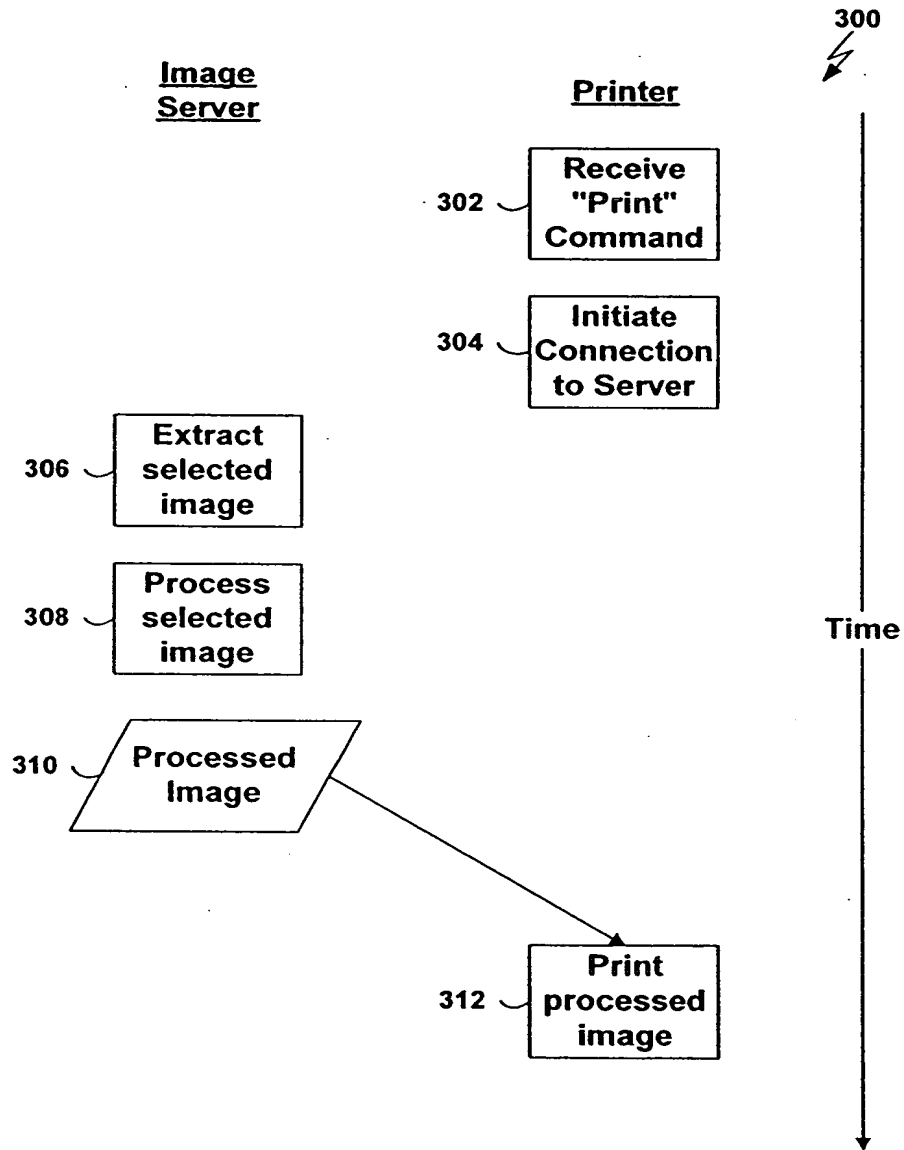 300
Image
Server
Printer
302
Receive
"Print"
Command
304
Initiate
Connection
to Server
306
Extract
selected
image
308
Process
selected
image
Time
310
Processed
Image
312
Print
processed
image